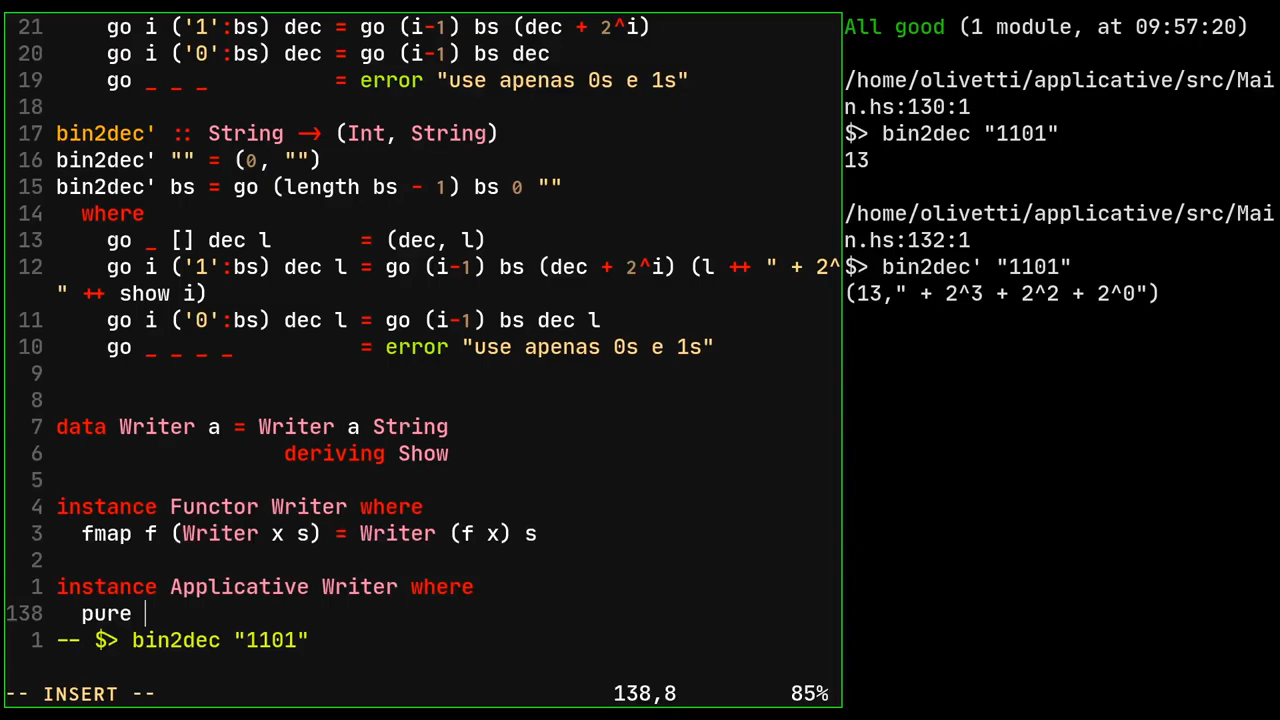 21      go i ('1':bs) dec = go (i-1) bs (dec + 2^i)
20      go i ('0':bs) dec = go (i-1) bs dec
19      go _ _ _          = error "use apenas 0s e 1s"
18
17  bin2dec' :: String -> (Int, String)
16  bin2dec' "" = (0, "")
15  bin2dec' bs = go (length bs - 1) bs 0 ""
14    where
13      go _ [] dec l       = (dec, l)
12      go i ('1':bs) dec l = go (i-1) bs (dec + 2^i) (l ++ " + 2^
" ++ show i)
11      go i ('0':bs) dec l = go (i-1) bs dec l
10      go _ _ _ _          = error "use apenas 0s e 1s"
9
8
7  data Writer a = Writer a String
6                    deriving Show
5
4  instance Functor Writer where
3    fmap f (Writer x s) = Writer (f x) s
2
1  instance Applicative Writer where
138    pure
1  -- $> bin2dec "1101"
-- INSERT --                    138,8         85%
All good (1 module, at 09:57:20)
/home/olivetti/applicative/src/Mai
n.hs:130:1
$> bin2dec "1101"
13
/home/olivetti/applicative/src/Mai
n.hs:132:1
$> bin2dec' "1101"
(13," + 2^3 + 2^2 + 2^0")